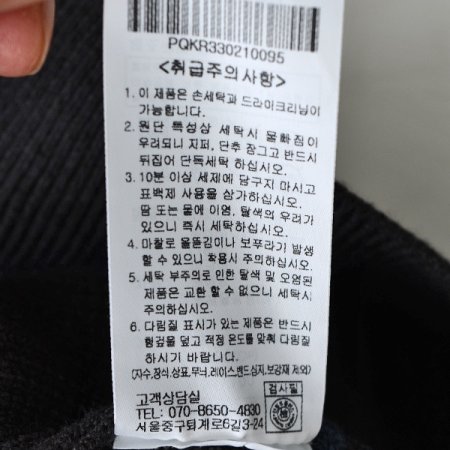 PQKR330210095
<취급주의사항>
1. 이 제품은 손세탁과 드라이크리닝이
가능합니다.
2. 원단 특성상 세탁시 올화짐이
우려되니 지퍼, 단추 장그고 반드시
뒤집어 단독세탁 하십시오.
3. 10분 이상 세제에 담구지 마시고
표백제 사용을 삼가하십시오.
땀 또는 물에 이염, 탈색의 우려가
있으니 즉시 세탁하십시오.
4. 마찰로 올뜯김이나 보푸라기 발생
할 수 있으니 착용시 주의하십시오.
5. 세탁 부주의로 인한 탈색 및 오염된
제품은 교환 할 수 없으니 세탁시
주의하십시오.
6. 다림질 표시가 있는 제품은 반드시
헝겊을 덮고 적정 온도를 맞춰 다림질
하시기 바랍니다.
(자수,장식,상표,무늬,레이스밴드심지,보강재 제외)
고객상담실 검사필
TEL: 070-8650-4830
서울중구퇴계로6길3-24